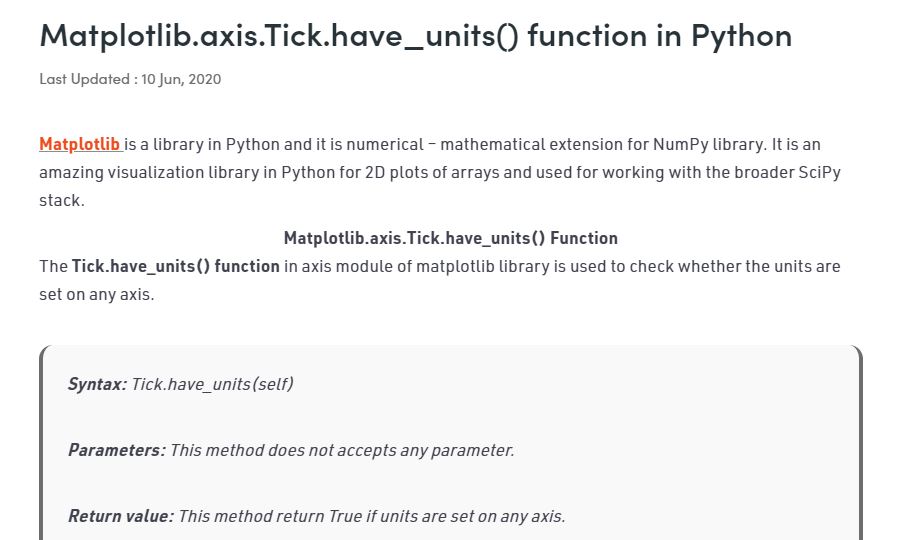 Matplotlib.axis.Tick.have_units() function in Python
Last Updated : 10 Jun, 2020
Matplotlib is a library in Python and it is numerical – mathematical extension for NumPy library. It is an
amazing visualization library in Python for 2D plots of arrays and used for working with the broader SciPy
stack.
Matplotlib.axis.Tick.have_units() Function
The Tick.have_units() function in axis module of matplotlib library is used to check whether the units are
set on any axis.
Syntax: Tick.have_units(self)
Parameters: This method does not accepts any parameter.
Return value: This method return True if units are set on any axis.